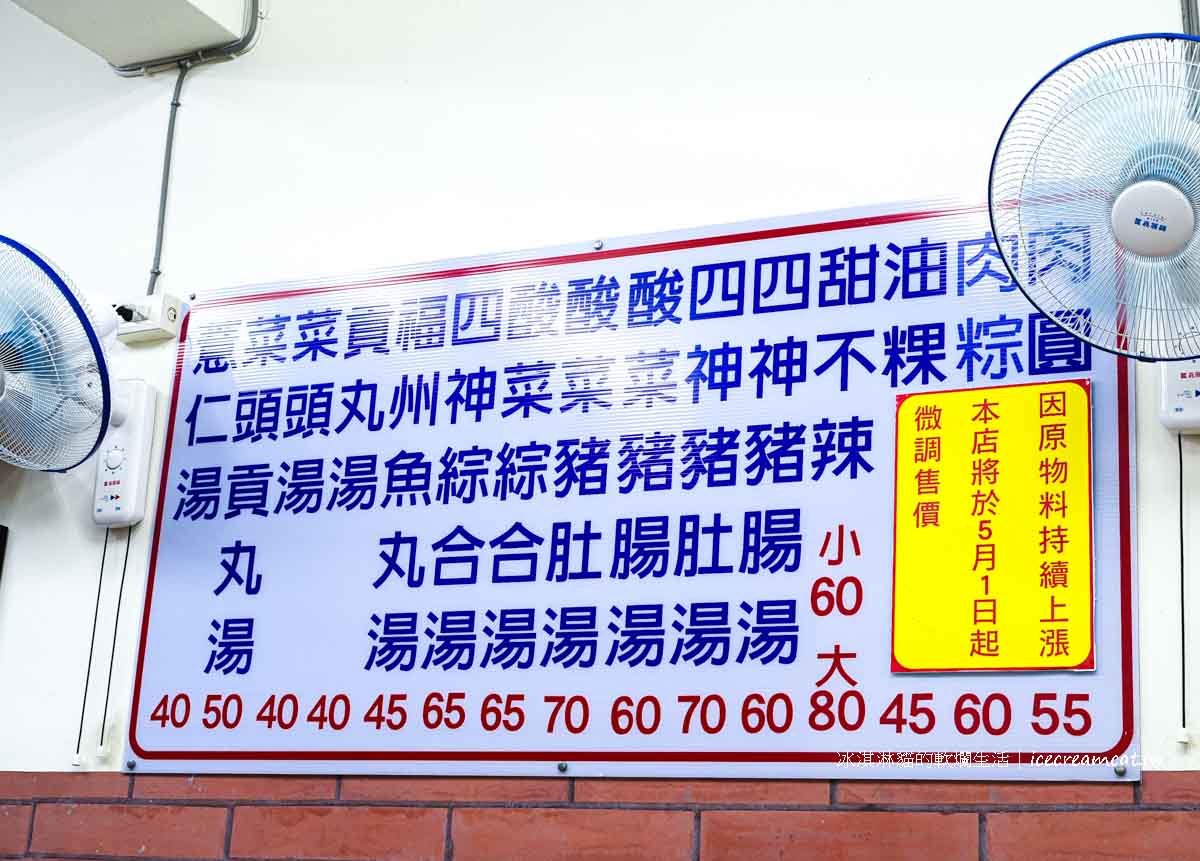 肉圓 55
肉粽 60
油粿 45
甜不辣 小60 大80
四神豬腸湯 60
四神豬肚湯 70
酸菜豬腸湯 60
酸菜豬肚湯 70
酸菜綜合湯 65
四神綜合湯 65
福州魚丸湯 45
貢丸湯 40
菜頭湯 40
菜頭貢丸湯 50
薏仁湯 40
因原物料持續上漲
本店將於5月1日起
微調售價
冰淇淋貓的軟爛生活｜icecreamcat.tw